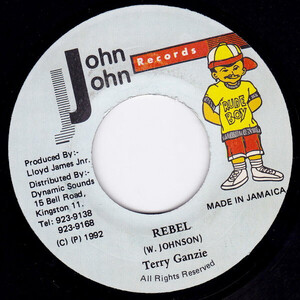 John
John
Records
RUDE
BOY
Produced By:-
Lloyd James Jnr.
Distributed By:-
Dynamic Sounds
15 Bell Road,
Kingston 11.
Tel: 923-9138
923-9168
(C) (P) 1992
MADE IN JAMAICA
REBEL
(W. JOHNSON)
Terry Ganzie
All Rights Reserved